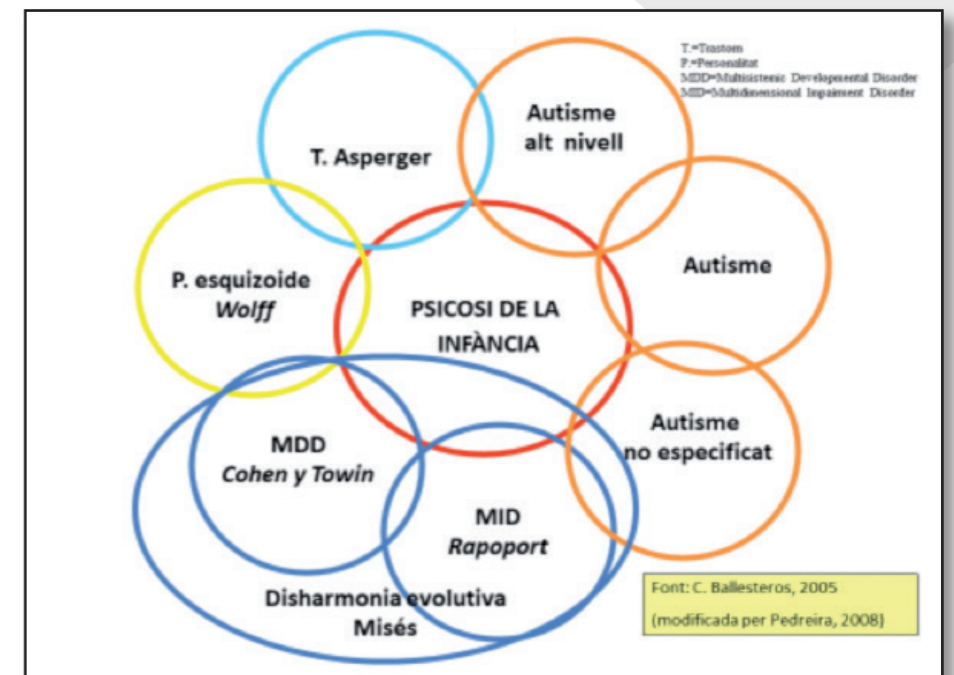 T.=Trastorn
P.=Personalitat
MDD=Multisistemic Developmental Disorder
MID=Multidimensional Impaiment Disorder
Autisme
alt nivell
T. Asperger
Autisme
P. esquizoide
Wolff
PSICOSI DE LA
INFÀNCIA
Autisme
no especificat
MDD
Cohen y Towin
MID
Rapoport
Disharmonia evolutiva
Misés
Font: C. Ballesteros, 2005
(modificada per Pedreira, 2008)